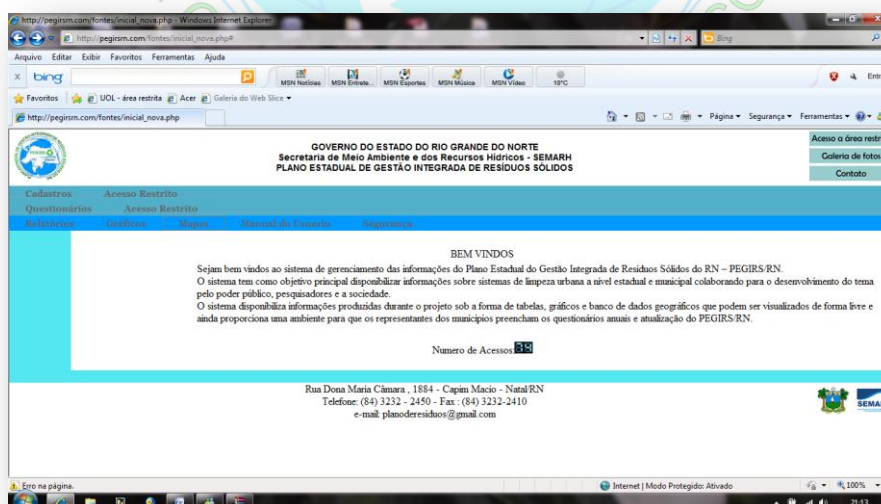 http://pegirsrn.com/fontes/inicial_nova.php - Windows Internet Explorer
http://pegirsrn.com/fontes/inicial_nova.php#
Bing
Arquivo Editar Exibir Favoritos Ferramentas Ajuda
x bing MSN Notícias MSN Entrete... MSN Esportes MSN Música MSN Vídeo 18°C Entr
Favoritos UOL - área restrita Acer Galeria do Web Slice
http://pegirsrn.com/fontes/inicial_nova.php Página Segurança Ferramentas
GOVERNO DO ESTADO DO RIO GRANDE DO NORTE
Secretaria de Meio Ambiente e dos Recursos Hídricos - SEMARH
PLANO ESTADUAL DE GESTÃO INTEGRADA DE RESÍDUOS SÓLIDOS
Acesso a área restr
Galeria de fotos
Contato
Cadastros Acesso Restrito
Questionários Acesso Restrito
Relatórios Gráficos Mapas Manual do Usuário Segurança
BEM VINDOS
Sejam bem vindos ao sistema de gerenciamento das informações do Plano Estadual do Gestão Integrada de Resíduos Sólidos do RN – PEGIRS/RN.
O sistema tem como objetivo principal disponibilizar informações sobre sistemas de limpeza urbana a nivel estadual e municipal colaborando para o desenvolvimento do tema
pelo poder público, pesquisadores e a sociedade.
O sistema disponibiliza informações produzidas durante o projeto sob a forma de tabelas, gráficos e banco de dados geográficos que podem ser visualizados de forma livre e
ainda proporciona uma ambiente para que os representantes dos municipios preencham os questionários anuais e atualização do PEGIRS/RN.
Numero de Acessos:
Rua Dona Maria Câmara , 1884 - Capim Macio - Natal/RN
Telefone: (84) 3232 - 2450 - Fax : (84) 3232-2410
e-mail: planoderesiduos@gmail.com
SEMA
Erro na página. Internet | Modo Protegido: Ativado 100%
21:13